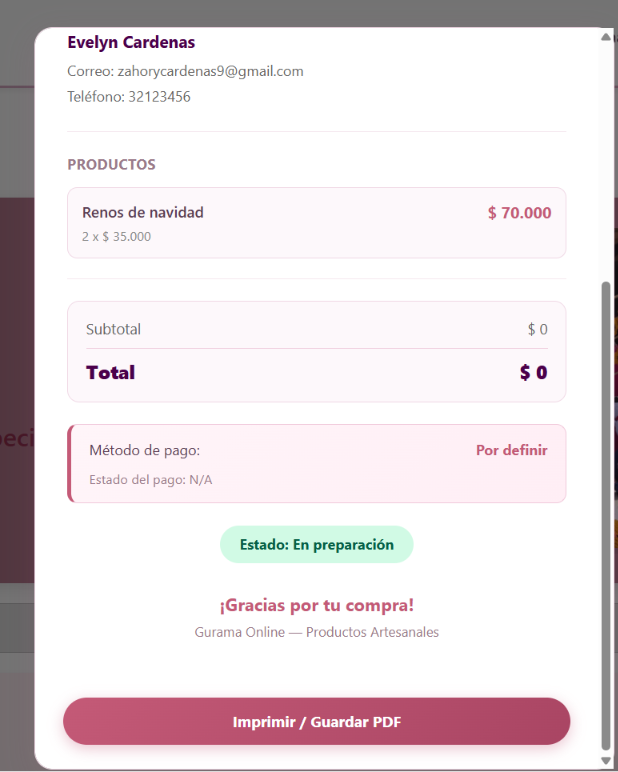 Evelyn Cardenas
Correo: zahorycardenas9@gmail.com
Teléfono: 32123456
PRODUCTOS
Renos de navidad
$ 70.000
2 x $ 35.000
Subtotal
$ 0
Total
$ 0
Método de pago:
Por definir
Estado del pago: N/A
Estado: En preparación
¡Gracias por tu compra!
Gurama Online — Productos Artesanales
Imprimir / Guardar PDF